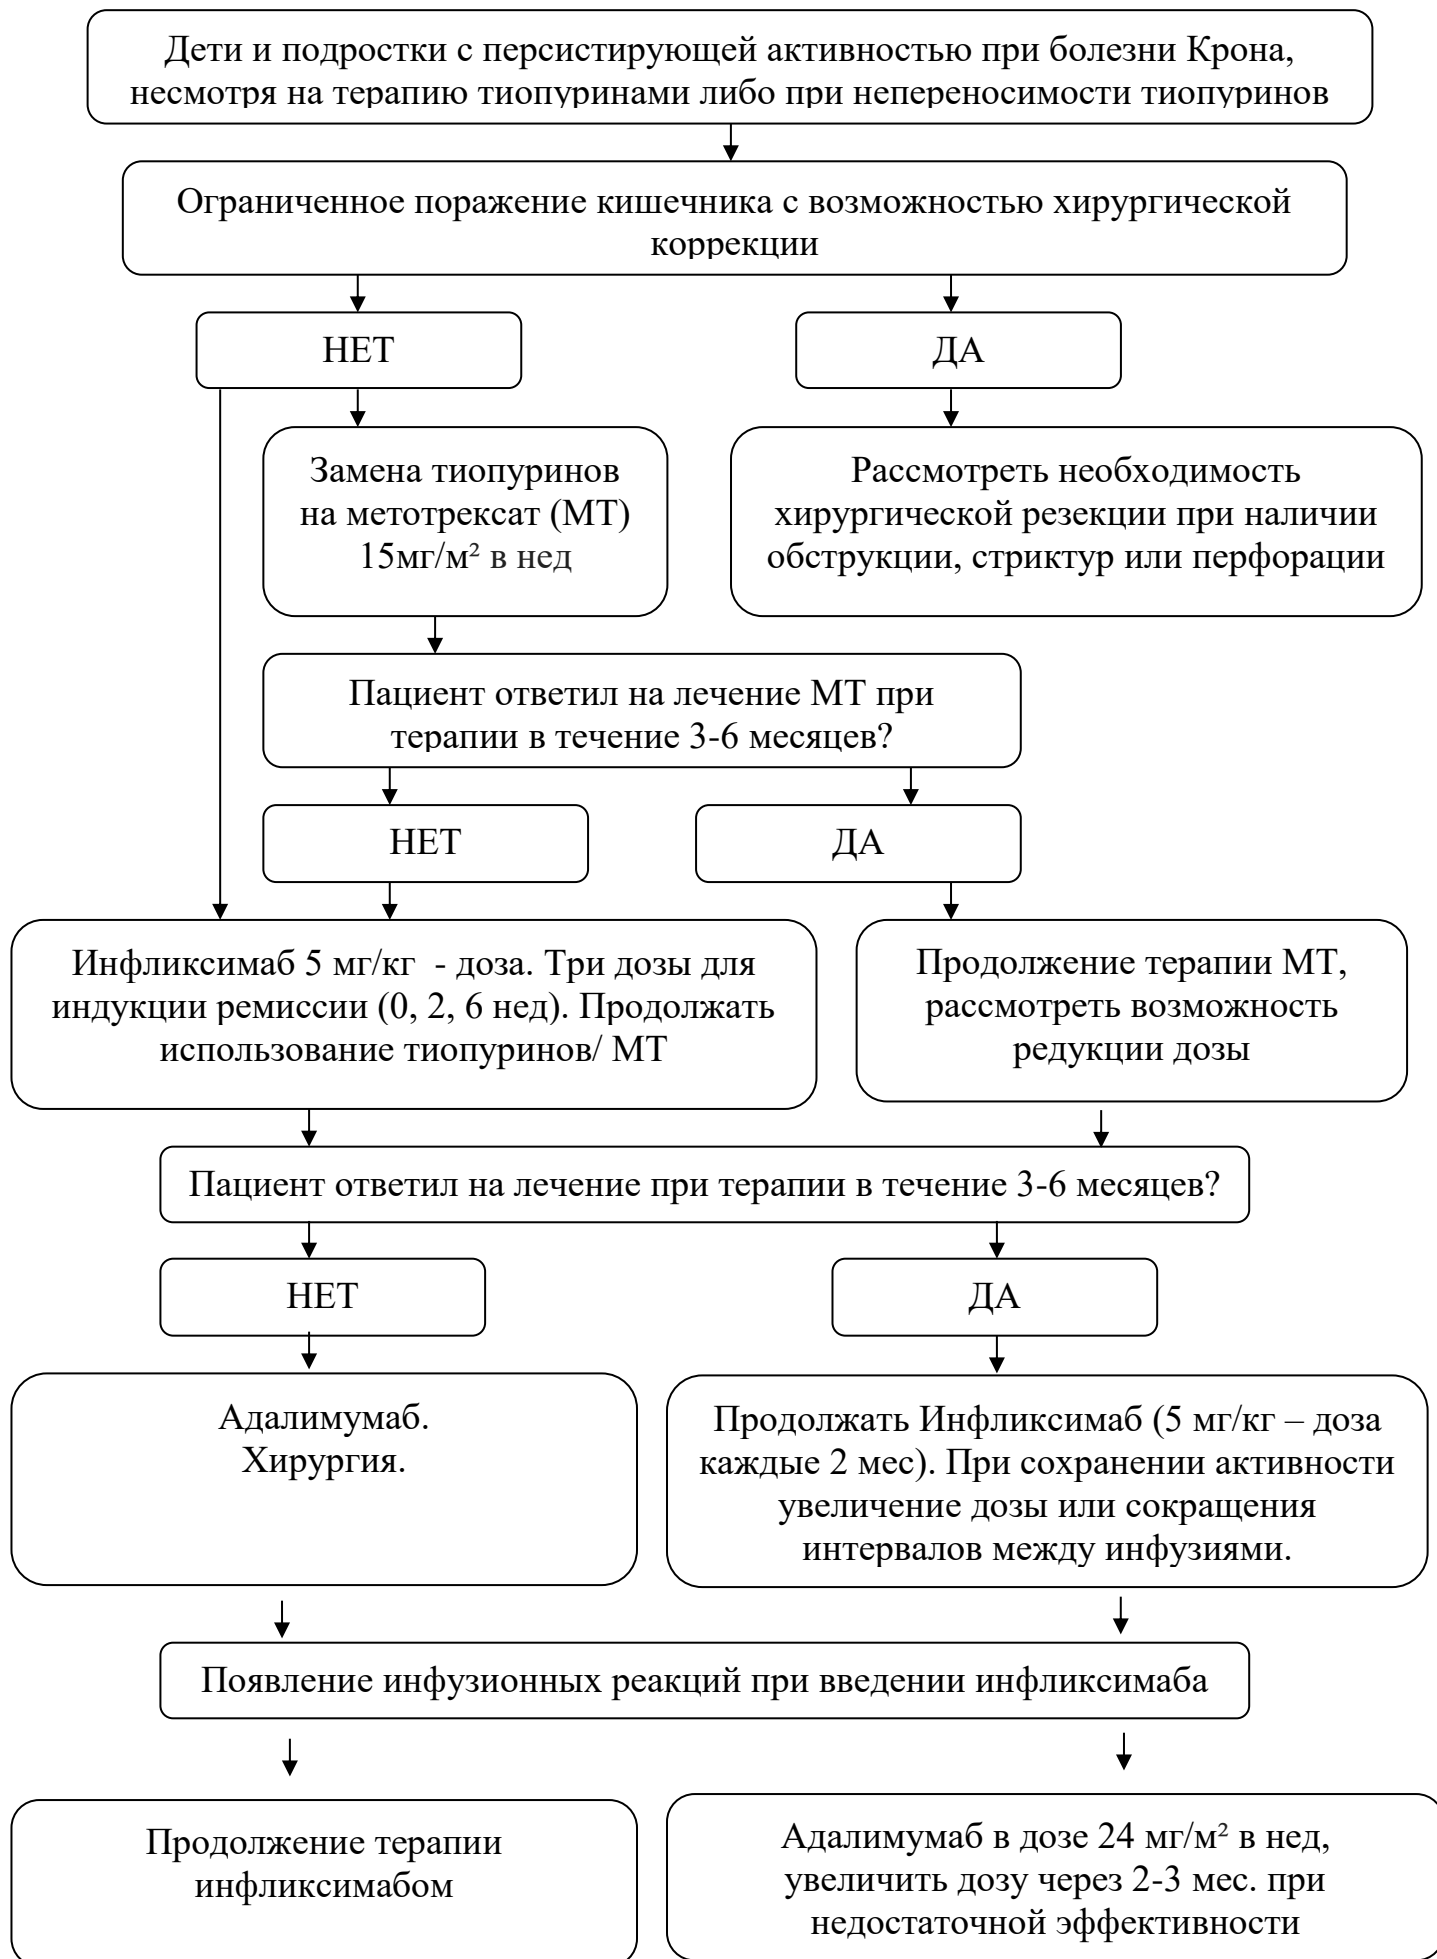 Дети и подростки с персистирующей активностью при болезни Крона,
несмотря на терапию тиопуринами либо при непереносимости тиопуринов
Ограниченное поражение кишечника с возможностью хирургической
коррекции
НЕТ
ДА
Замена тиопуринов
на метотрексат (МТ)
15мг/м² в нед
Рассмотреть необходимость
хирургической резекции при наличии
обструкции, стриктур или перфорации
Пациент ответил на лечение МТ при
терапии в течение 3-6 месяцев?
НЕТ
ДА
Инфликсимаб 5 мг/кг - доза. Три дозы для
индукции ремиссии (0, 2, 6 нед). Продолжать
использование тиопуринов/ МТ
Продолжение терапии МТ,
рассмотреть возможность
редукции дозы
Пациент ответил на лечение при терапии в течение 3-6 месяцев?
НЕТ
ДА
Адалимумаб.
Хирургия.
Продолжать Инфликсимаб (5 мг/кг – доза
каждые 2 мес). При сохранении активности
увеличение дозы или сокращения
интервалов между инфузиями.
Появление инфузионных реакций при введении инфликсимаба
Продолжение терапии
инфликсимабом
Адалимумаб в дозе 24 мг/м² в нед,
увеличить дозу через 2-3 мес. при
недостаточной эффективности